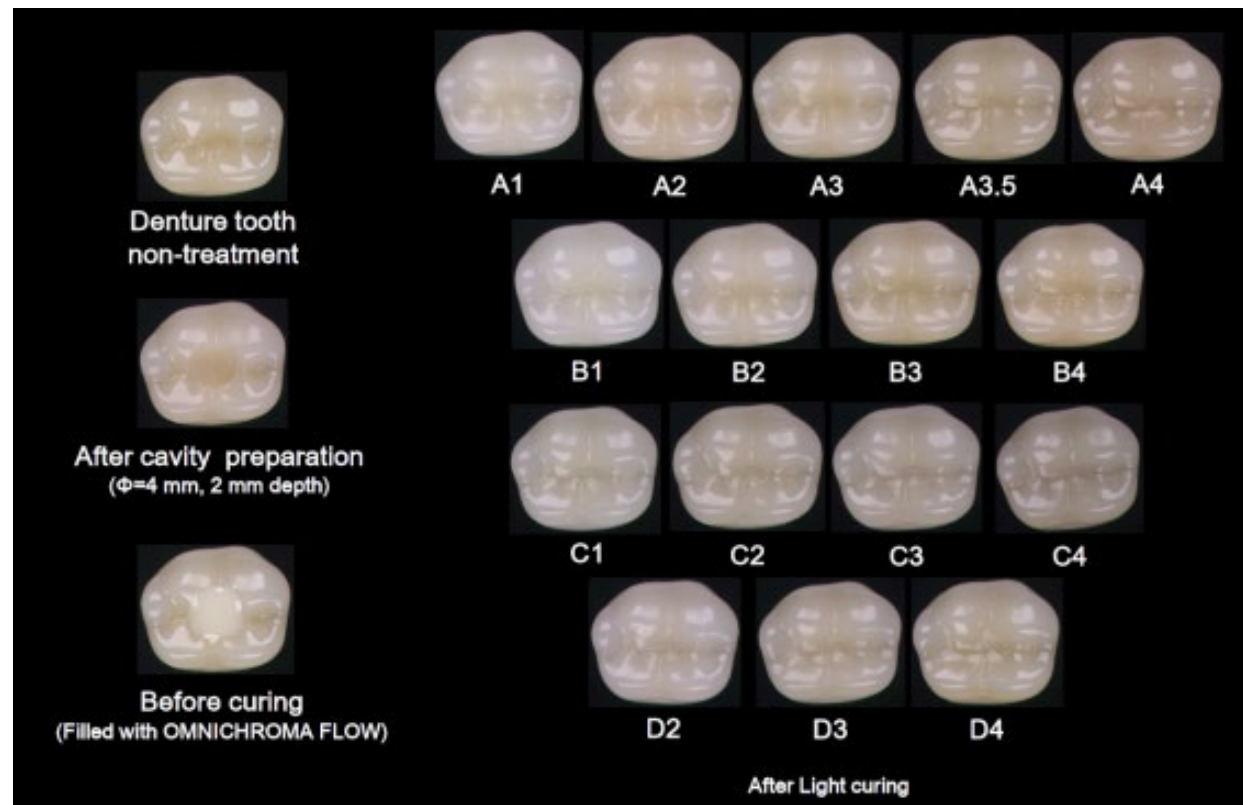 Denture tooth
non-treatment
After cavity preparation
(Φ=4 mm, 2 mm depth)
Before curing
(Filled with OMNICHROMA FLOW)
A1 A2 A3 A3.5 A4
B1 B2 B3 B4
C1 C2 C3 C4
D2 D3 D4
After Light curing